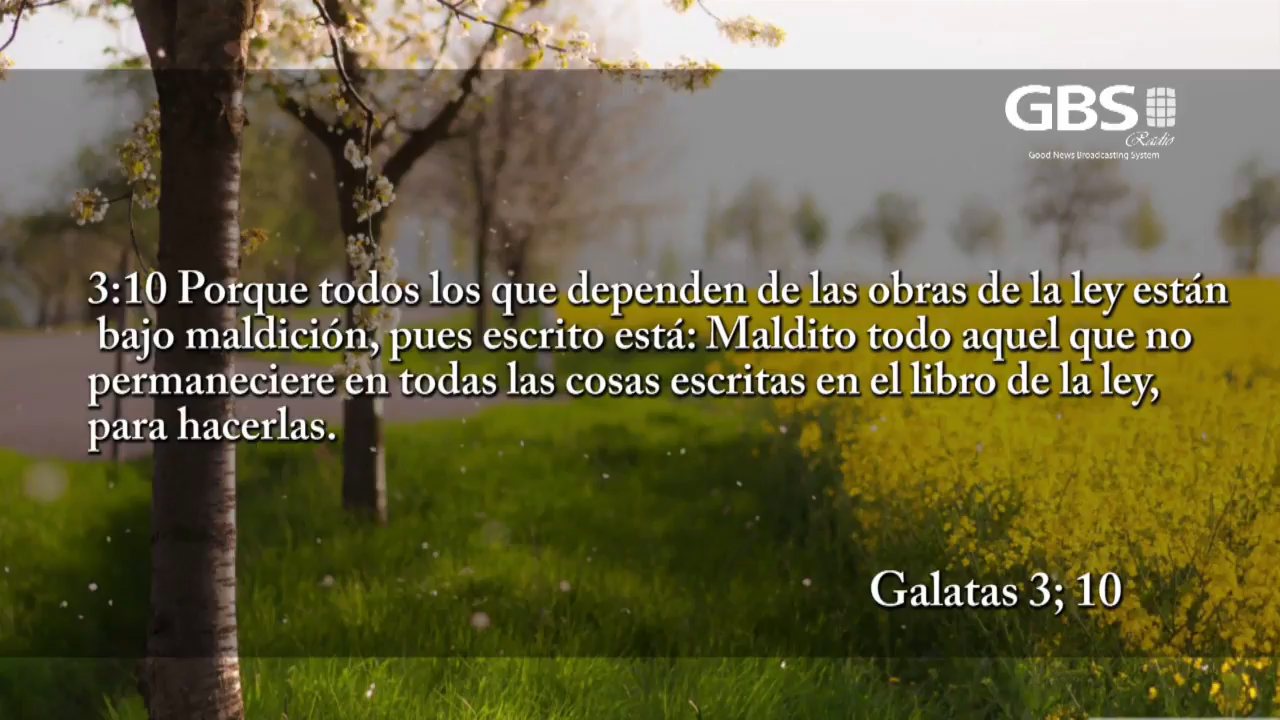 GBS
Radio
Good News Broadcasting System
3:10 Porque todos los que dependen de las obras de la ley están
bajo maldición, pues escrito está: Maldito todo aquel que no
permaneciere en todas las cosas escritas en el libro de la ley,
para hacerlas.
Galatas 3; 10